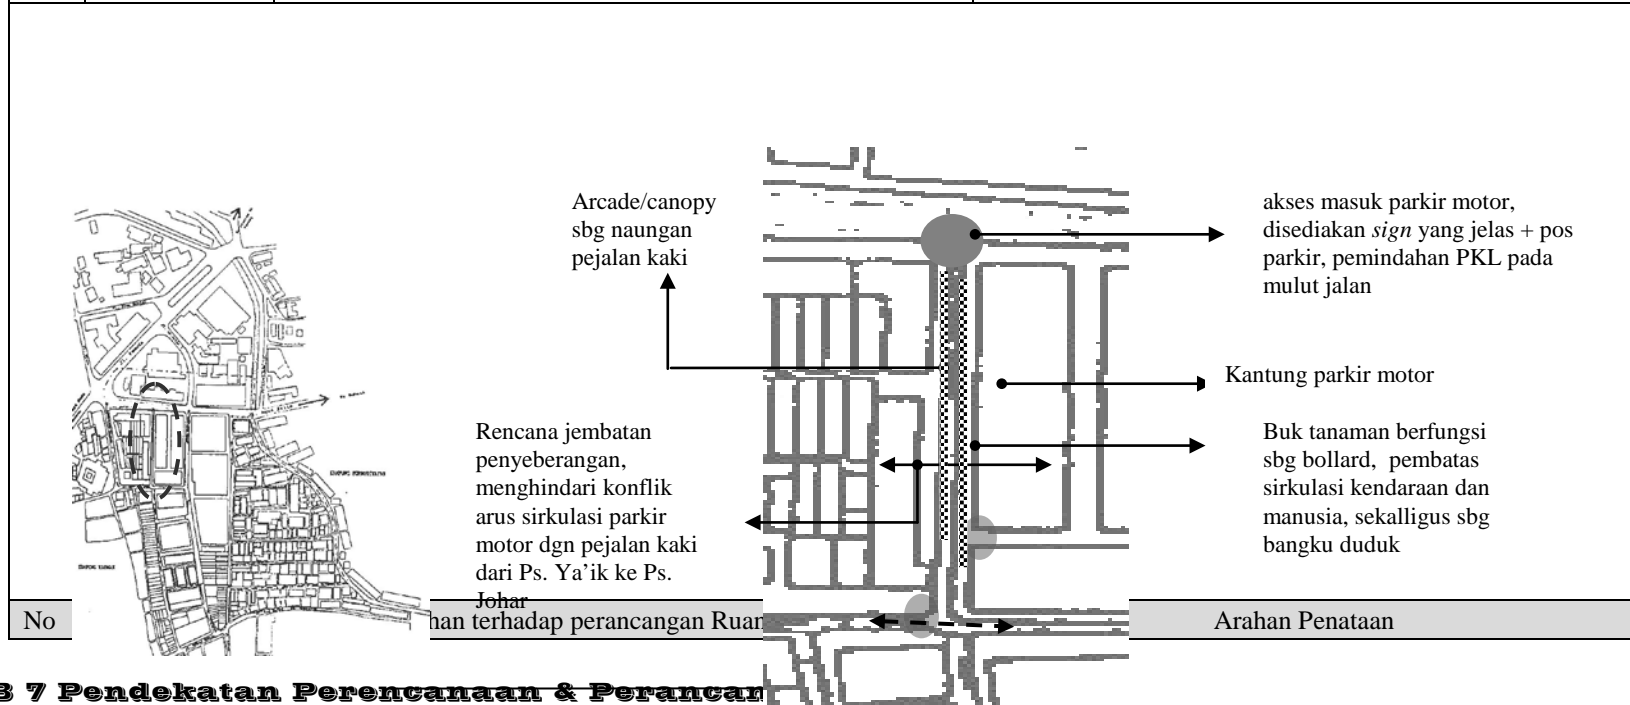 Arcade/canopy
sbg naungan
pejalan kaki
akses masuk parkir motor,
disediakan sign yang jelas + pos
parkir, pemindahan PKL pada
mulut jalan
Kantung parkir motor
Rencana jembatan
penyeberangan,
menghindari konflik
arus sirkulasi parkir
motor dgn pejalan kaki
dari Ps. Ya’ik ke Ps.
Johar
Buk tanaman berfungsi
sbg bollard,  pembatas
sirkulasi kendaraan dan
manusia, sekalligus sbg
bangku duduk
No han terhadap perancangan Ruan Arahan Penataan
B 7 Pendekatan Perencanaan & Perancan